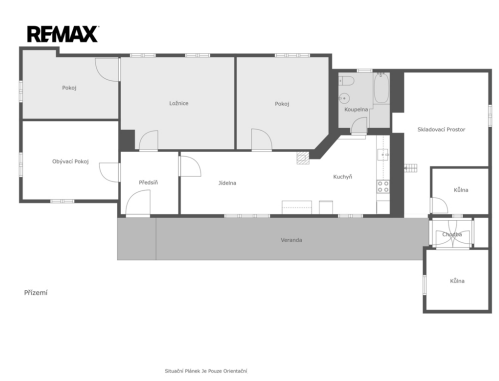 RE/MAX
Pokoj
Ložnice
Pokoj
Koupelna
Skladovací Prostor
Obývací Pokoj
Předsíň
Jídelna
Kuchyň
Kůlna
Chodba
Veranda
Kůlna
Přízemí
Situační Plánek Je Pouze Orientační